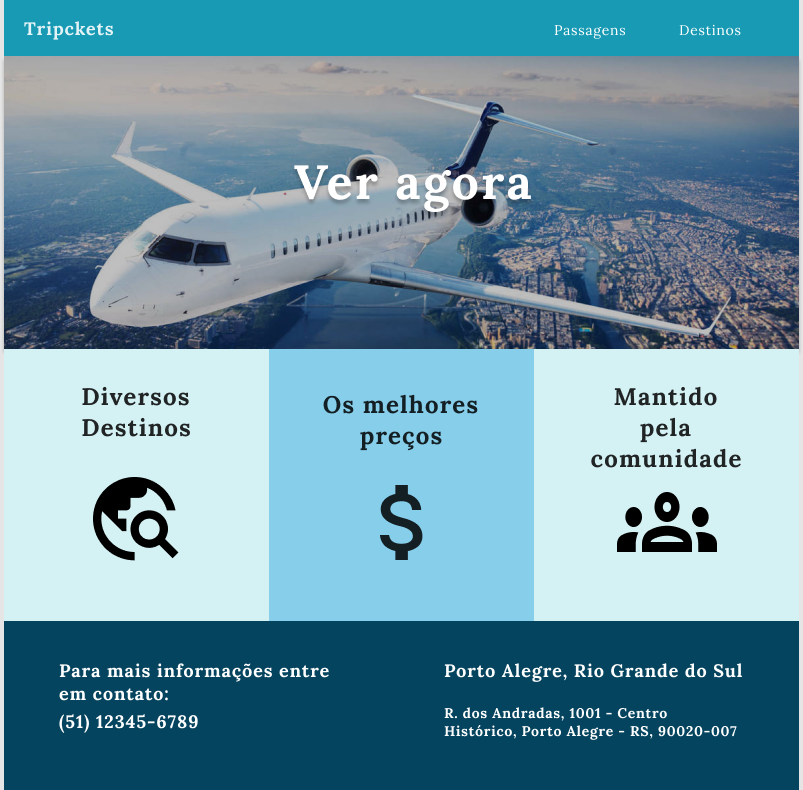 Tripckets
Passagens
Destinos
Ver agora
Diversos
Destinos
Os melhores
preços
Mantido
pela
comunidade
Para mais informações entre
em contato:
(51) 12345-6789
Porto Alegre, Rio Grande do Sul
R. dos Andradas, 1001 - Centro
Histórico, Porto Alegre - RS, 90020-007